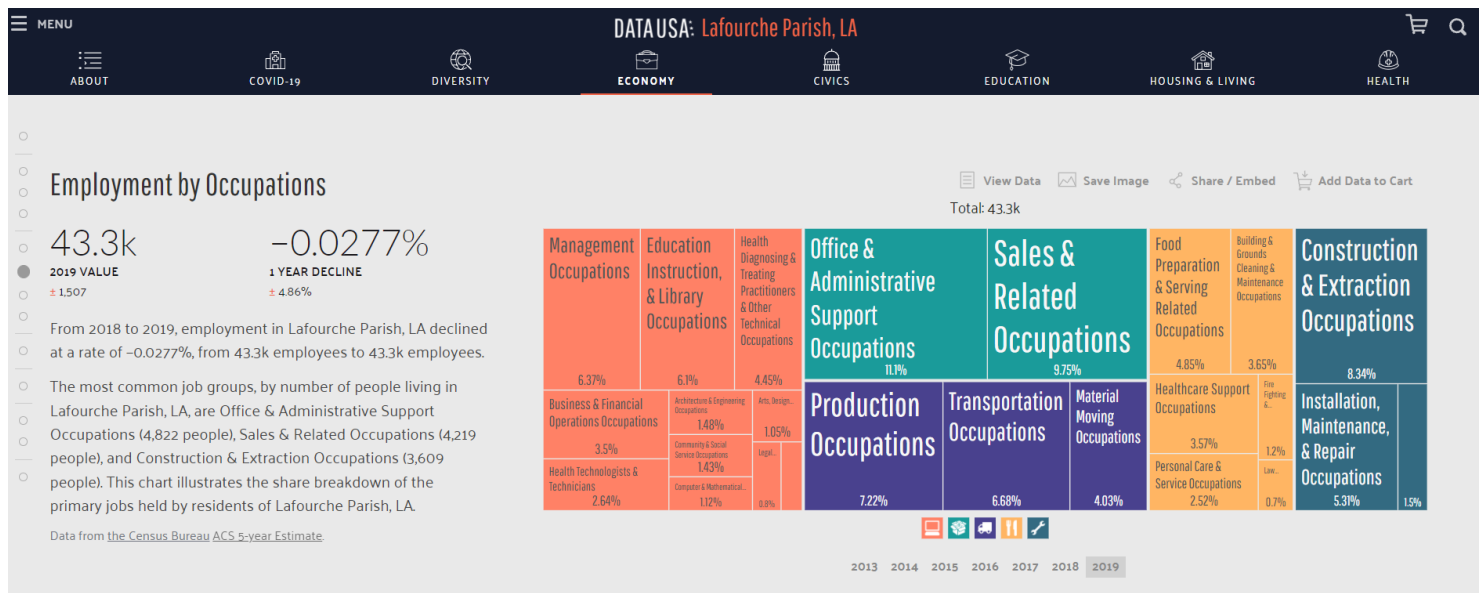 MENU
DATAUSA: Lafourche Parish, LA
ABOUT
COVID-19
DIVERSITY
ECONOMY
CIVICS
EDUCATION
HOUSING & LIVING
HEALTH
Employment by Occupations
View Data
Save Image
Share / Embed
Add Data to Cart
Total: 43.3k
43.3k
2019 VALUE
± 1,507
−0.0277%
1 YEAR DECLINE
± 4.86%
From 2018 to 2019, employment in Lafourche Parish, LA declined
at a rate of −0.0277%, from 43.3k employees to 43.3k employees.
The most common job groups, by number of people living in
Lafourche Parish, LA, are Office & Administrative Support
Occupations (4,822 people), Sales & Related Occupations (4,219
people), and Construction & Extraction Occupations (3,609
people). This chart illustrates the share breakdown of the
primary jobs held by residents of Lafourche Parish, LA.
Data from the Census Bureau ACS 5-year Estimate.
Management
Occupations
6.37%
Education
Instruction,
& Library
Occupations
6.1%
Health
Diagnosing &
Treating
Practitioners
& Other
Technical
Occupations
4.45%
Business & Financial
Operations Occupations
3.5%
Health Technologists &
Technicians
2.64%
Architecture & Engineering
Occupations
1.48%
Community & Social
Service Occupations
1.43%
Computer & Mathematical...
1.12%
Arts, Design...
1.05%
Legal...
0.8%
Office &
Administrative
Support
Occupations
11.1%
Sales &
Related
Occupations
9.75%
Production
Occupations
7.22%
Transportation
Occupations
6.68%
Material
Moving
Occupations
4.03%
Food
Preparation
& Serving
Related
Occupations
4.85%
Building &
Grounds
Cleaning &
Maintenance
Occupations
3.65%
Healthcare Support
Occupations
3.57%
Fire
Fighting
&...
1.2%
Personal Care &
Service Occupations
2.52%
Law...
0.7%
Construction
& Extraction
Occupations
8.34%
Installation,
Maintenance,
& Repair
Occupations
5.31%
1.5%
2013 2014 2015 2016 2017 2018 2019